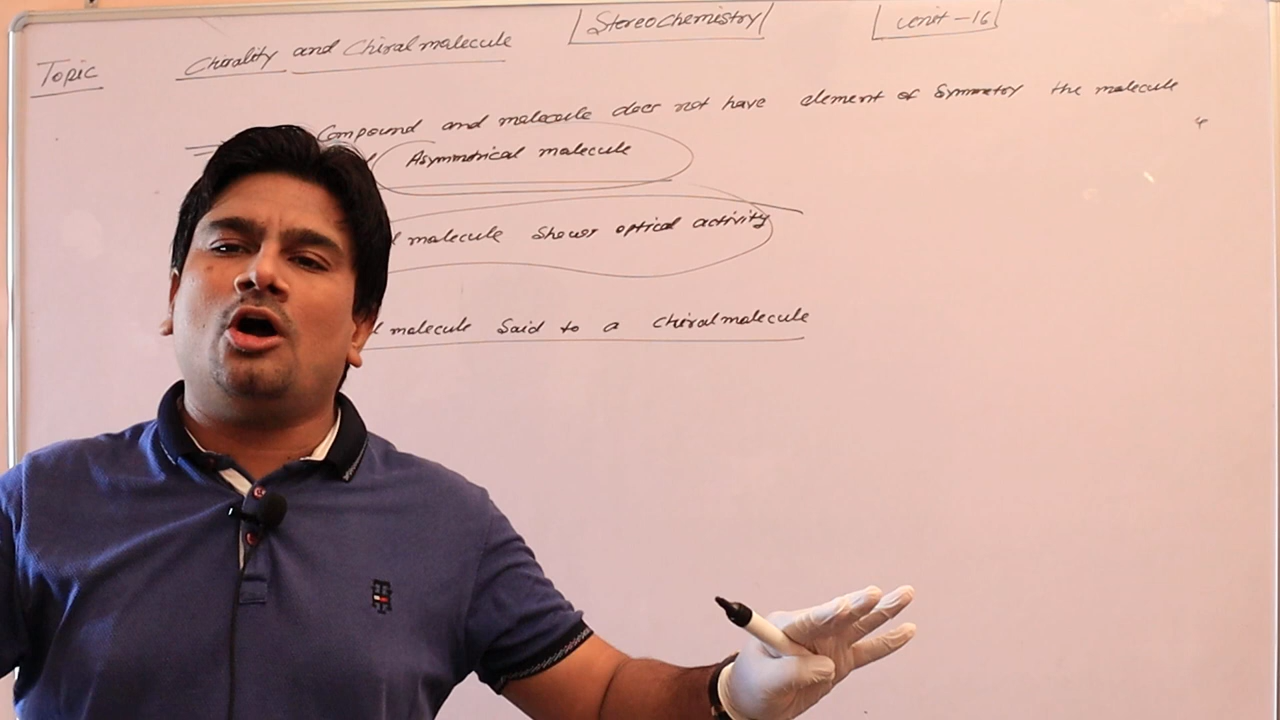 Stereochemistry
Unit - 16
Topic
Chirality and Chiral molecule
Compound and molecule does not have element of Symmetry the molecule
Asymmetrical molecule
molecule shows optical activity
molecule Said to a chiral molecule